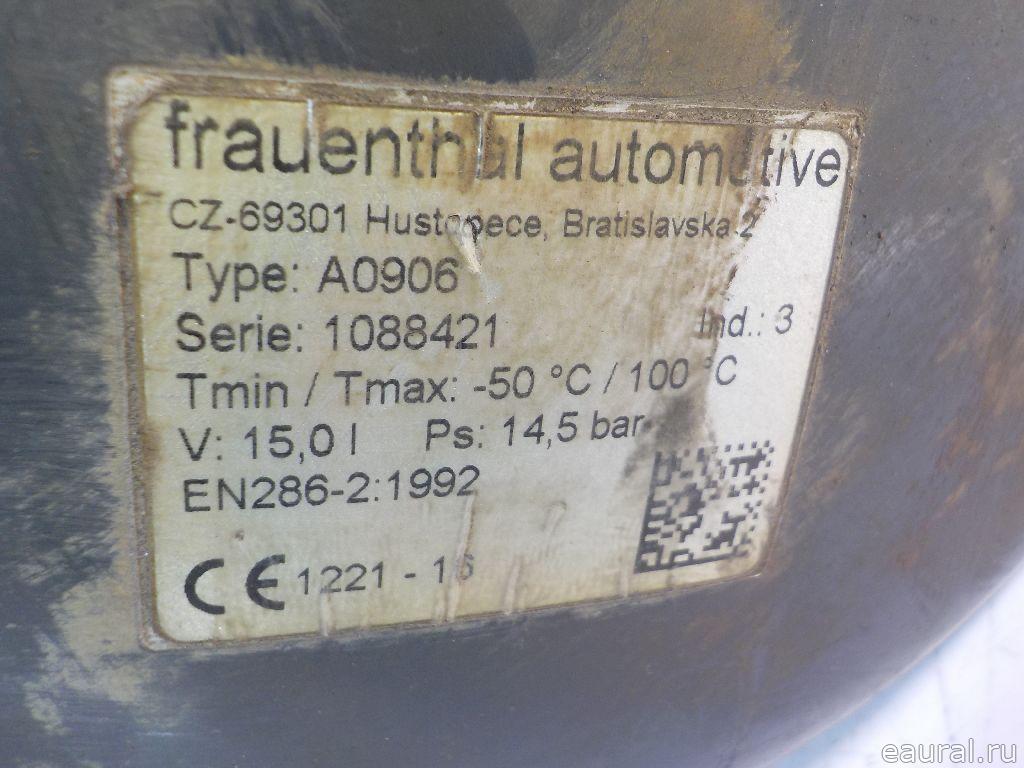 frauenthal automotive
CZ-69301 Hustopece, Bratislavska 2
Type: A0906
Serie: 1088421 Ind.: 3
Tmin / Tmax: -50 °C / 100 °C
V: 15,0 l Ps: 14,5 bar
EN286-2:1992
CE 1221 - 16
eaural.ru